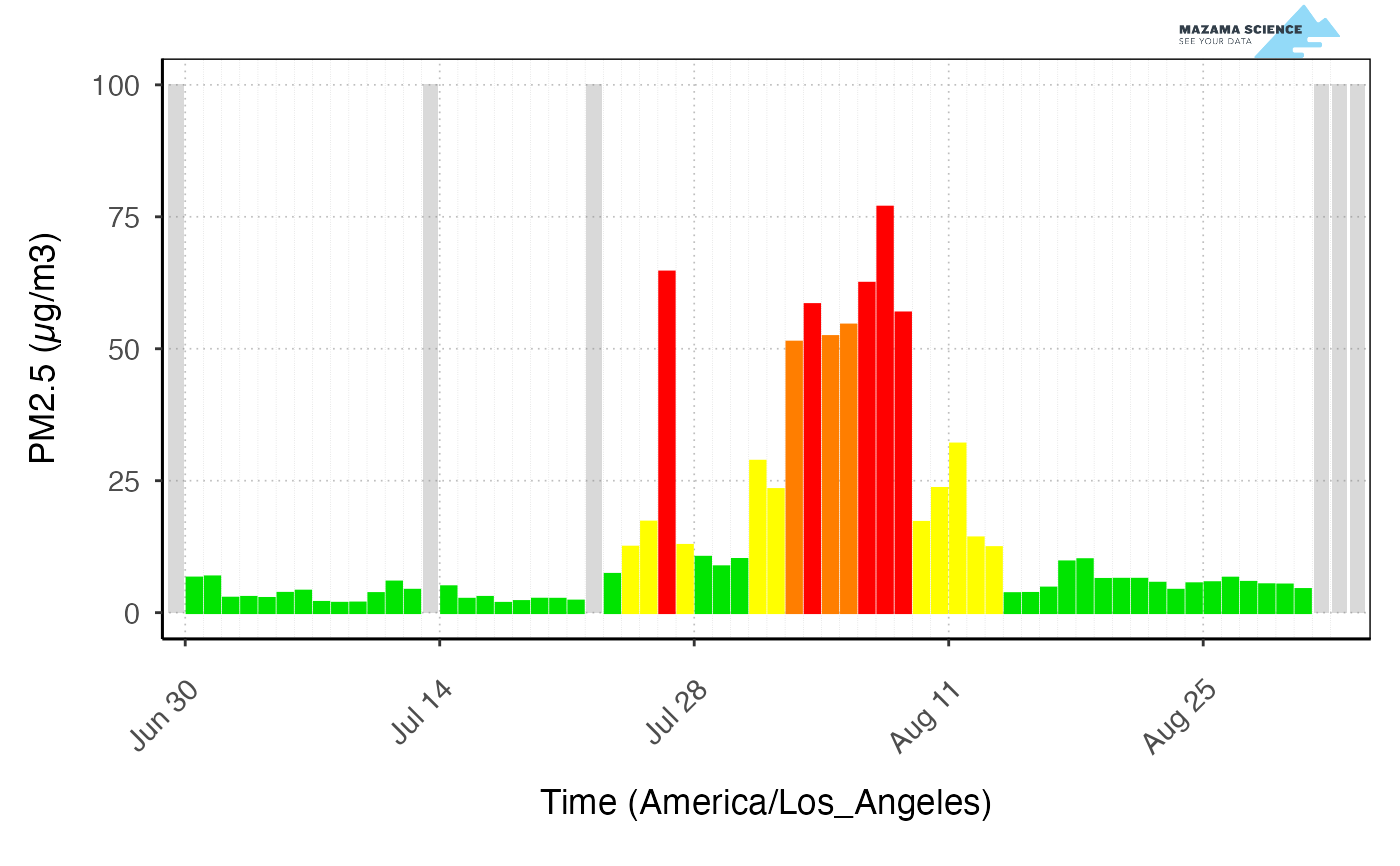 MAZAMA SCIENCE
SEE YOUR DATA
100
75
50
25
0
PM2.5 (µg/m3)
Jun 30
Jul 14
Jul 28
Aug 11
Aug 25
Time (America/Los_Angeles)